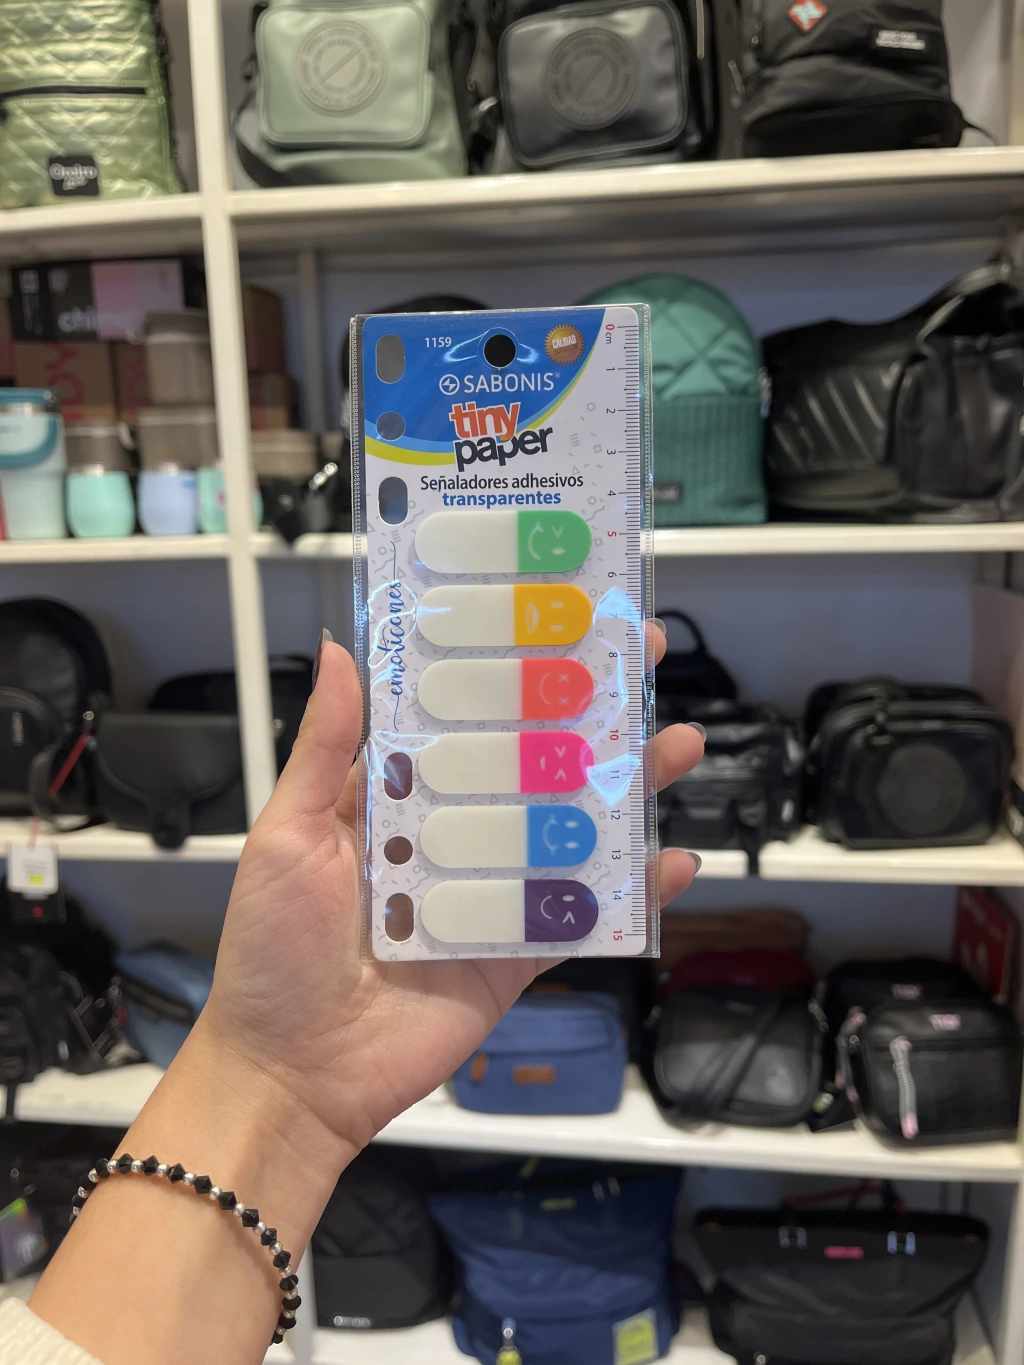 1159
CALIDAD
SABONIS®
tiny
paper
Señaladores adhesivos
transparentes
emoticones
0 cm
1
2
3
4
5
6
7
8
9
10
11
12
13
14
15